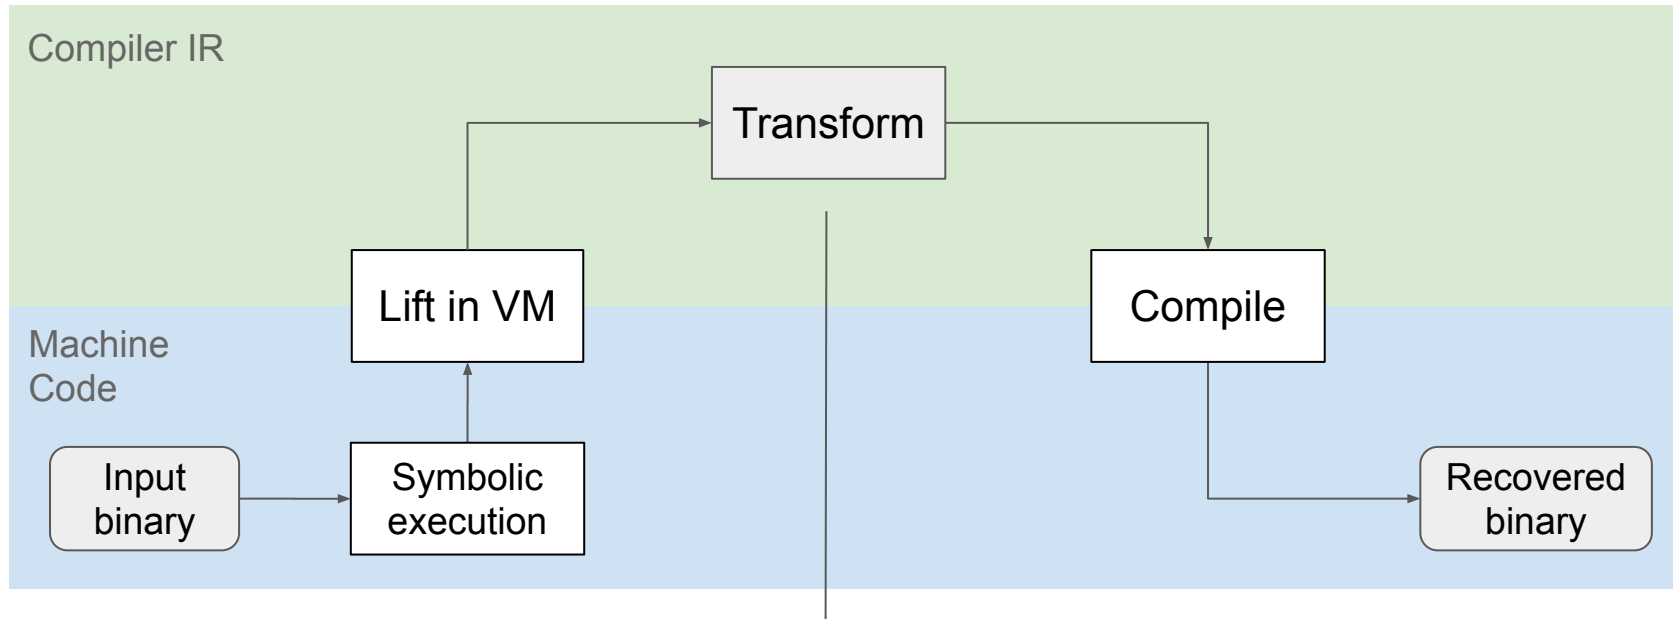 Compiler IR
Transform
Lift in VM
Compile
Machine
Code
Input
binary
Symbolic
execution
Recovered
binary